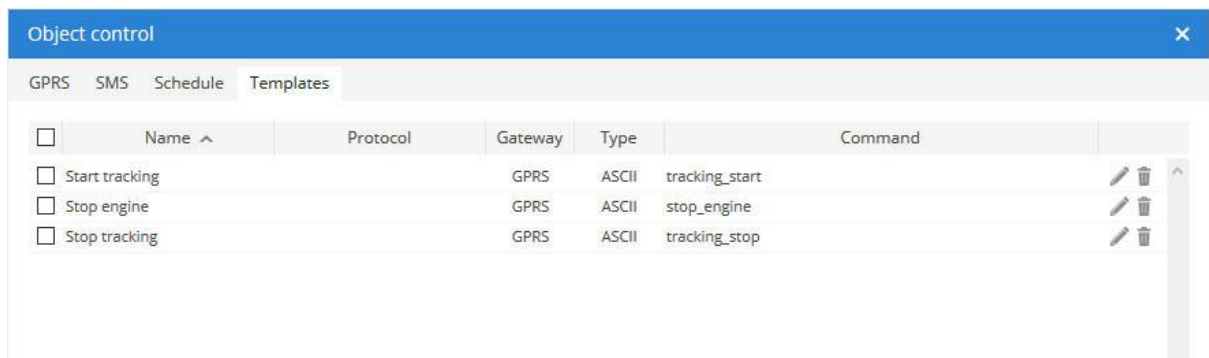 Object control
GPRS SMS Schedule Templates
Name Protocol Gateway Type Command
Start tracking GPRS ASCII tracking_start
Stop engine GPRS ASCII stop_engine
Stop tracking GPRS ASCII tracking_stop